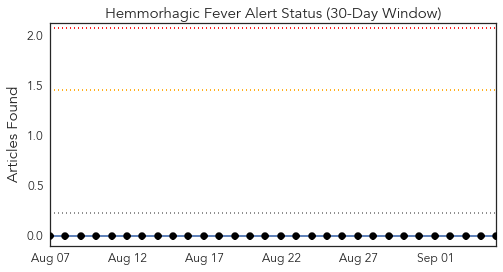 Hemmorhagic Fever Alert Status (30-Day Window)
Articles Found
2.0
1.5
1.0
0.5
0.0
Aug 07 Aug 12 Aug 17 Aug 22 Aug 27 Sep 01